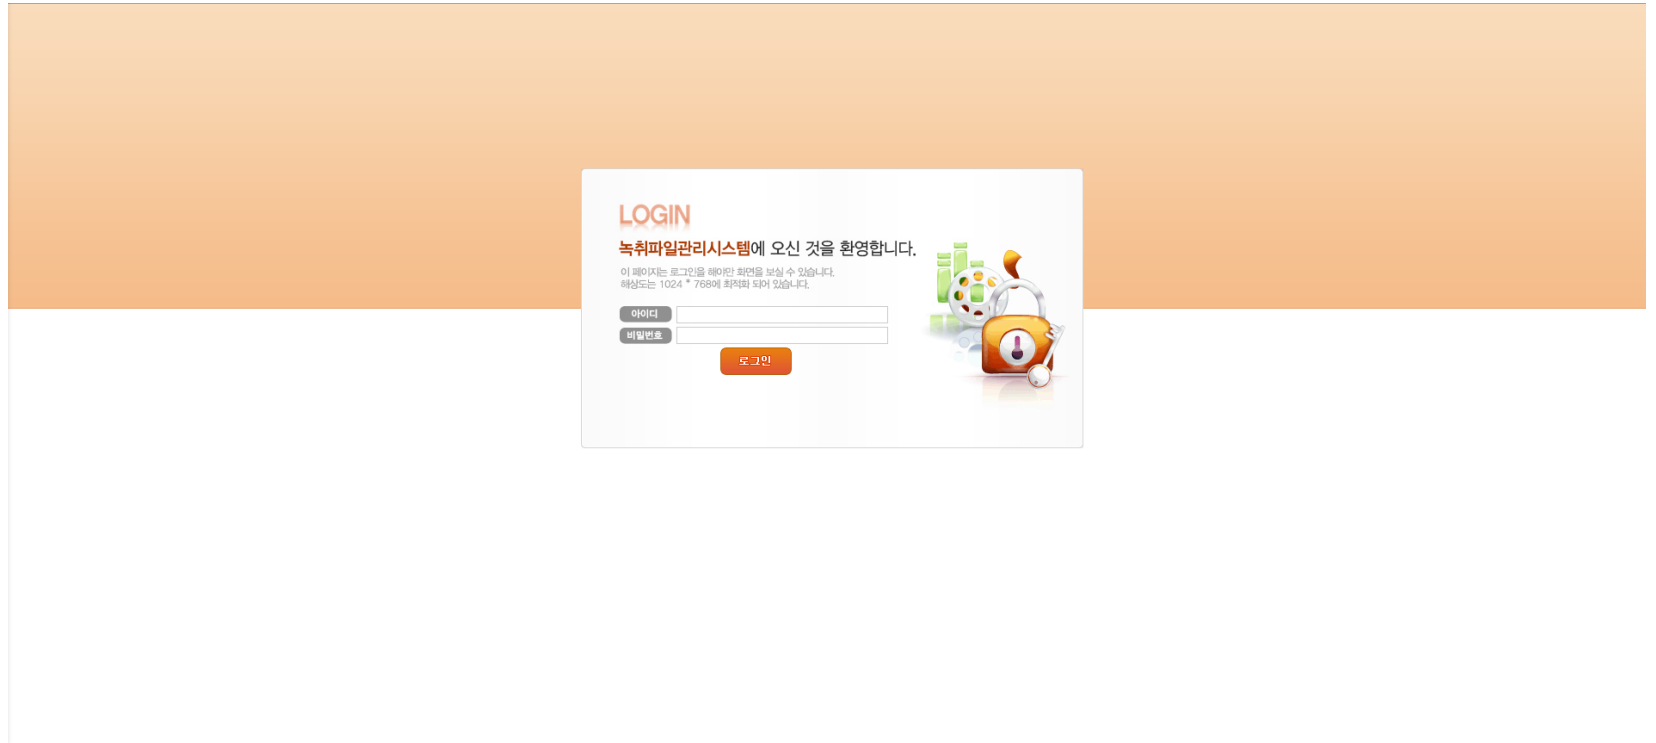 LOGIN
녹취파일관리시스템에 오신 것을 환영합니다.
이 페이지는 로그인을 해야만 화면을 보실 수 있습니다.
해상도는 1024 * 768에 최적화 되어 있습니다.
아이디
비밀번호
로그인